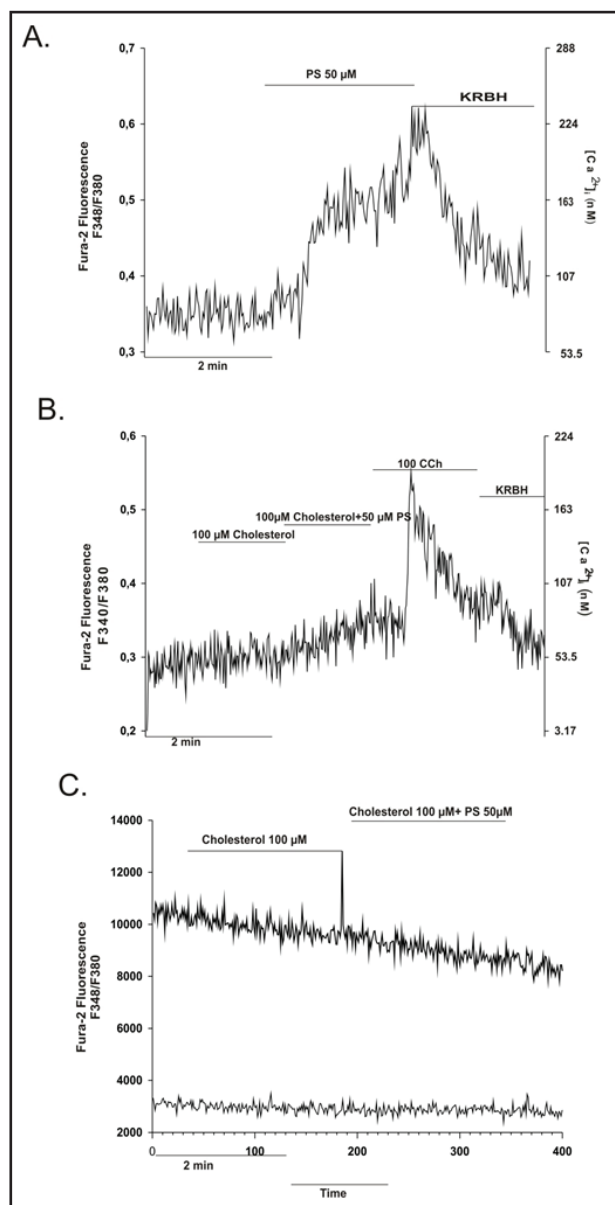 A.
0,7
0,6
0,5
0,4
0,3
Fura-2 Fluorescence
F348/F380
PS 50 µM
KRBH
288
224
163
107
53.5
[Ca 2+]i (nM)
2 min
B.
0,6
0,5
0,4
0,3
0,2
Fura-2 Fluorescence
F340/F380
100 µM Cholesterol
100µM Cholesterol+50 µM PS
100 CCh
KRBH
224
163
107
53.5
3.17
[Ca 2+]i (nM)
2 min
C.
14000
12000
10000
8000
6000
4000
2000
Fura-2 Fluorescence
F348/F380
Cholesterol 100 µM
Cholesterol 100 µM+ PS 50µM
0 100 200 300 400
2 min
Time